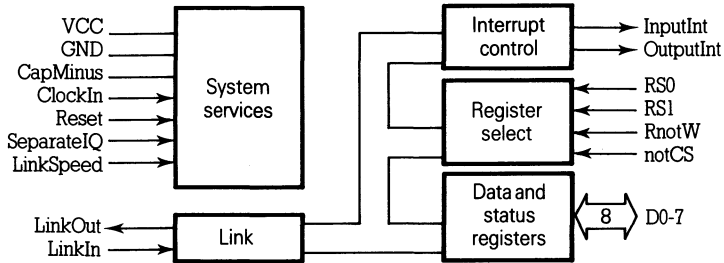 VCC
GND
CapMinus
ClockIn
Reset
SeparateIQ
LinkSpeed
System
services
LinkOut
LinkIn
Link
Interrupt
control
InputInt
OutputInt
Register
select
RS0
RS1
RnotW
notCS
Data and
status
registers
8
D0-7